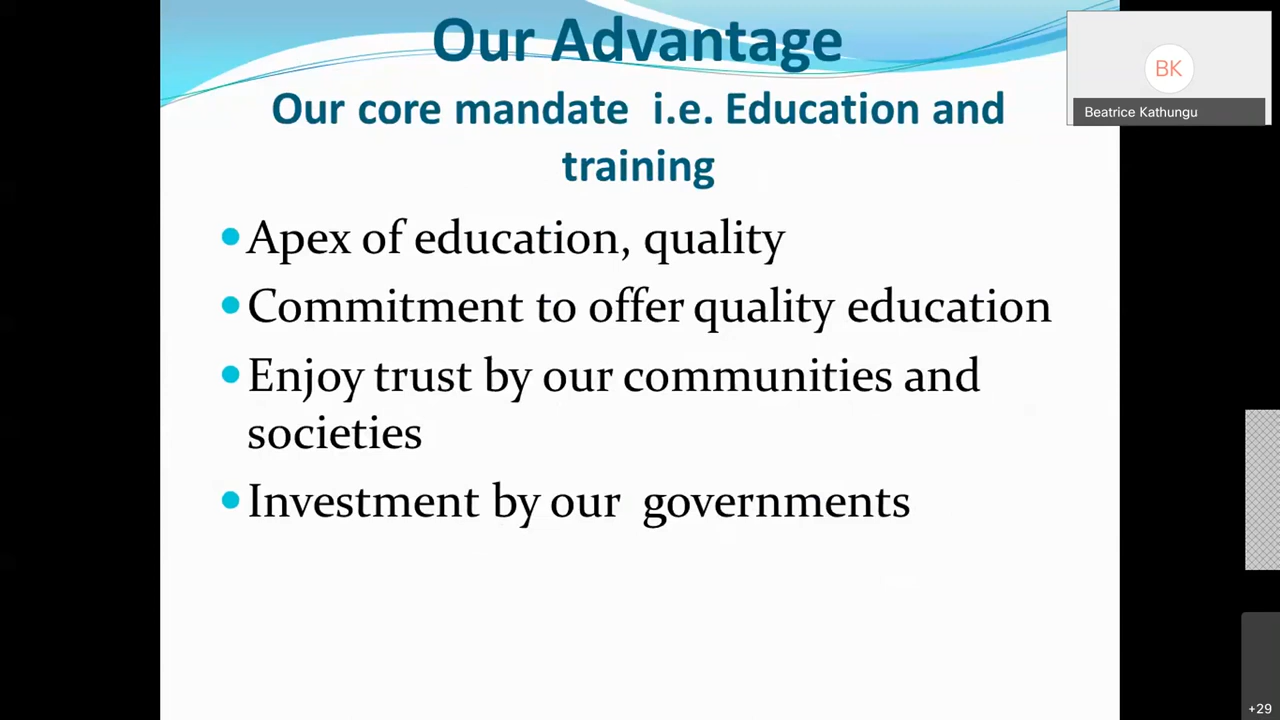 Our Advantage
Our core mandate i.e. Education and
training
Apex of education, quality
Commitment to offer quality education
Enjoy trust by our communities and
societies
Investment by our governments
BK
Beatrice Kathungu
+29